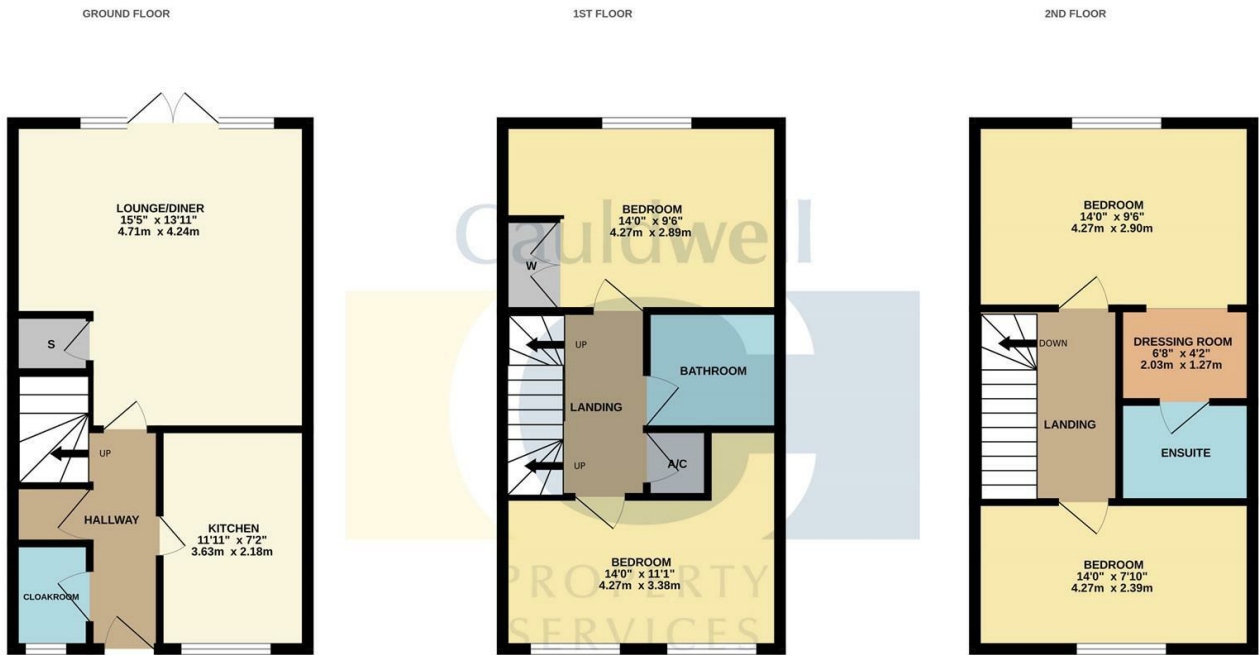 GROUND FLOOR
1ST FLOOR
2ND FLOOR
LOUNGE/DINER
15'5" x 13'11"
4.71m x 4.24m
S
UP
HALLWAY
KITCHEN
11'11" x 7'2"
3.63m x 2.18m
CLOAKROOM
BEDROOM
14'0" x 9'6"
4.27m x 2.89m
W
UP
BATHROOM
LANDING
UP
A/C
BEDROOM
14'0" x 11'1"
4.27m x 3.38m
BEDROOM
14'0" x 9'6"
4.27m x 2.90m
DOWN
DRESSING ROOM
6'8" x 4'2"
2.03m x 1.27m
LANDING
ENSUITE
BEDROOM
14'0" x 7'10"
4.27m x 2.39m
Cauldwell
PROPERTY
SERVICES